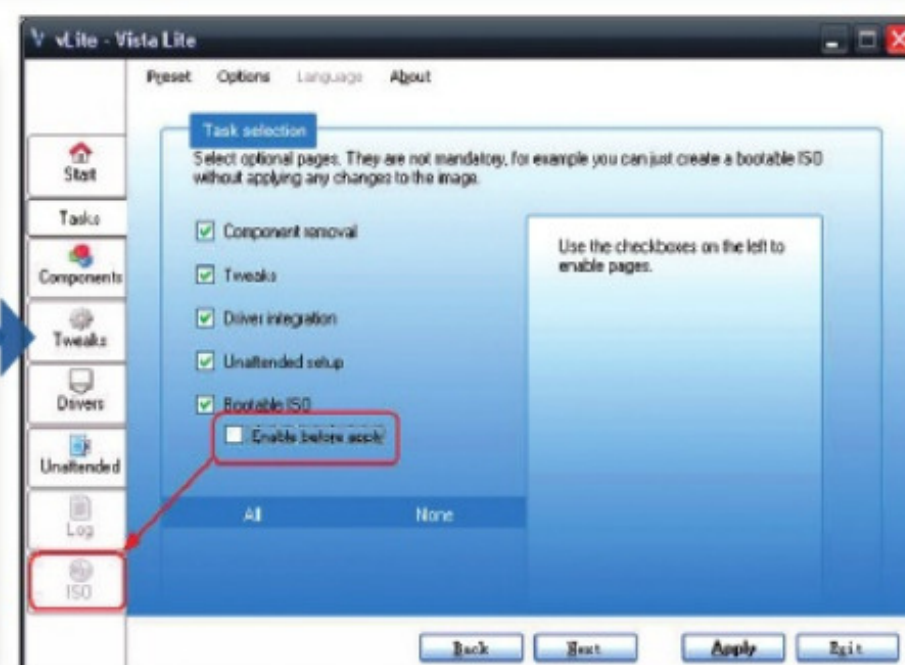 vLite - Vista Lite
Preset Options Language About
Task selection
Select optional pages. They are not mandatory, for example you can just create a bootable ISO
without applying any changes to the image.
Start
Tasks
Components
Tweaks
Drivers
Unattended
Log
ISO
Component removal
Tweaks
Driver integration
Unattended setup
Bootable ISO
Enable before apply
All None
Use the checkboxes on the left to
enable pages.
Back Next Apply Exit